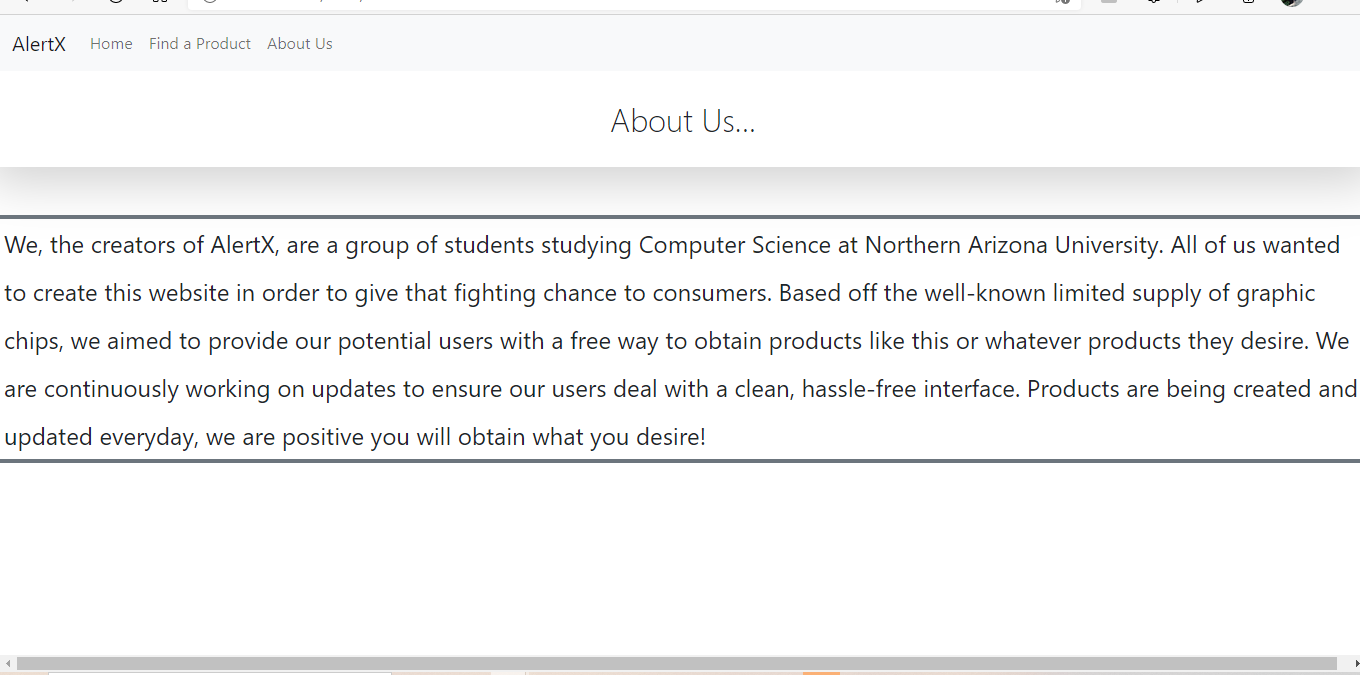 AlertX Home Find a Product About Us
About Us...
We, the creators of AlertX, are a group of students studying Computer Science at Northern Arizona University. All of us wanted
to create this website in order to give that fighting chance to consumers. Based off the well-known limited supply of graphic
chips, we aimed to provide our potential users with a free way to obtain products like this or whatever products they desire. We
are continuously working on updates to ensure our users deal with a clean, hassle-free interface. Products are being created and
updated everyday, we are positive you will obtain what you desire!